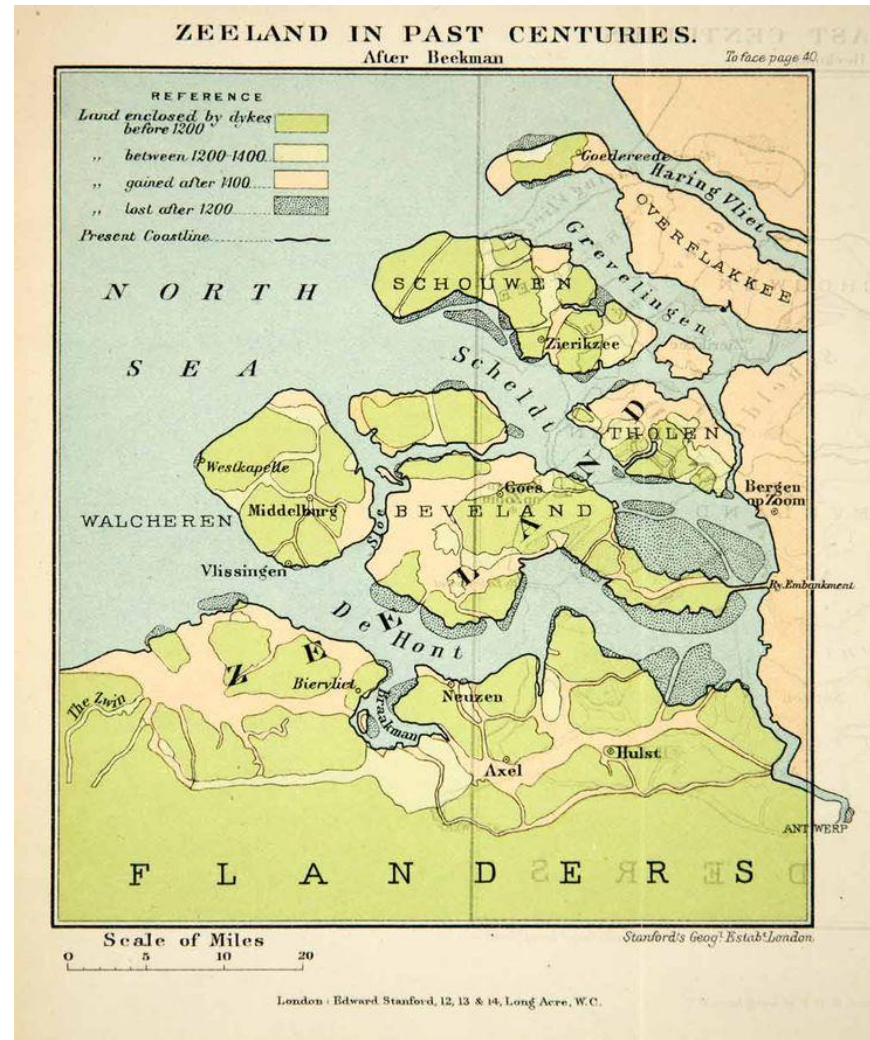 ZEELAND IN PAST CENTURIES.
After Beekman
To face page 40.
REFERENCE
Land enclosed by dykes
before 1200
„ between 1200-1400
„ gained after 1400
„ lost after 1200
Present Coastline
NORTH
SEA
Goedereede
Haring Vliet
OVERFLAKKEE
Grevelingen
SCHOUWEN
Zierikzee
Scheldt
THOLEN
Bergen
op Zoom
Westkapelle
Middelburg
WALCHEREN
Vlissingen
Sloe
Goes
BEVELAND
Ry. Embankment
De Hont
ZEELAND
The Zwin
Biervliet
Braakman
Neuzen
Axel
Hulst
ANTWERP
FLANDERS
Scale of Miles
0 5 10 20
Stanford's Geogl. Estabt. London.
London : Edward Stanford, 12, 13 & 14, Long Acre, W.C.